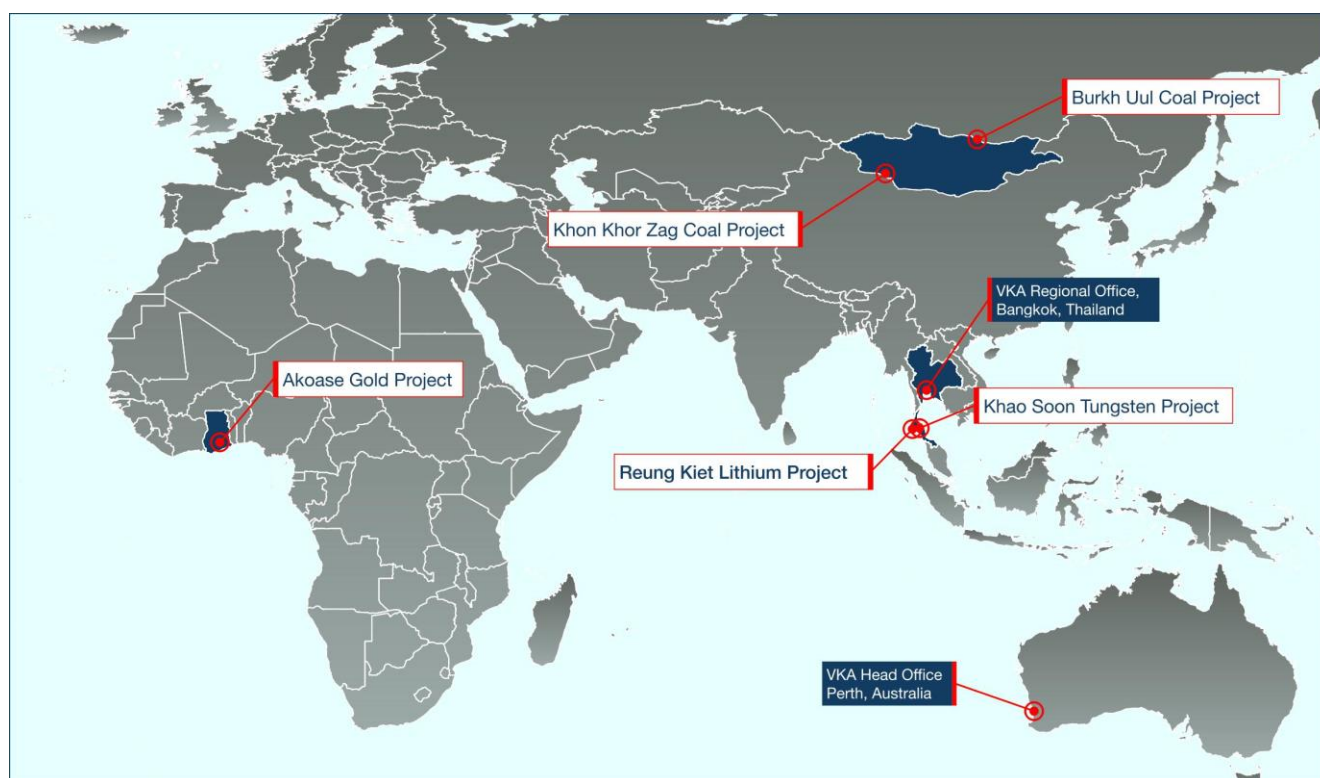 Burkh Uul Coal Project
Khon Khor Zag Coal Project
VKA Regional Office,
Bangkok, Thailand
Akoase Gold Project
Khao Soon Tungsten Project
Reung Kiet Lithium Project
VKA Head Office
Perth, Australia